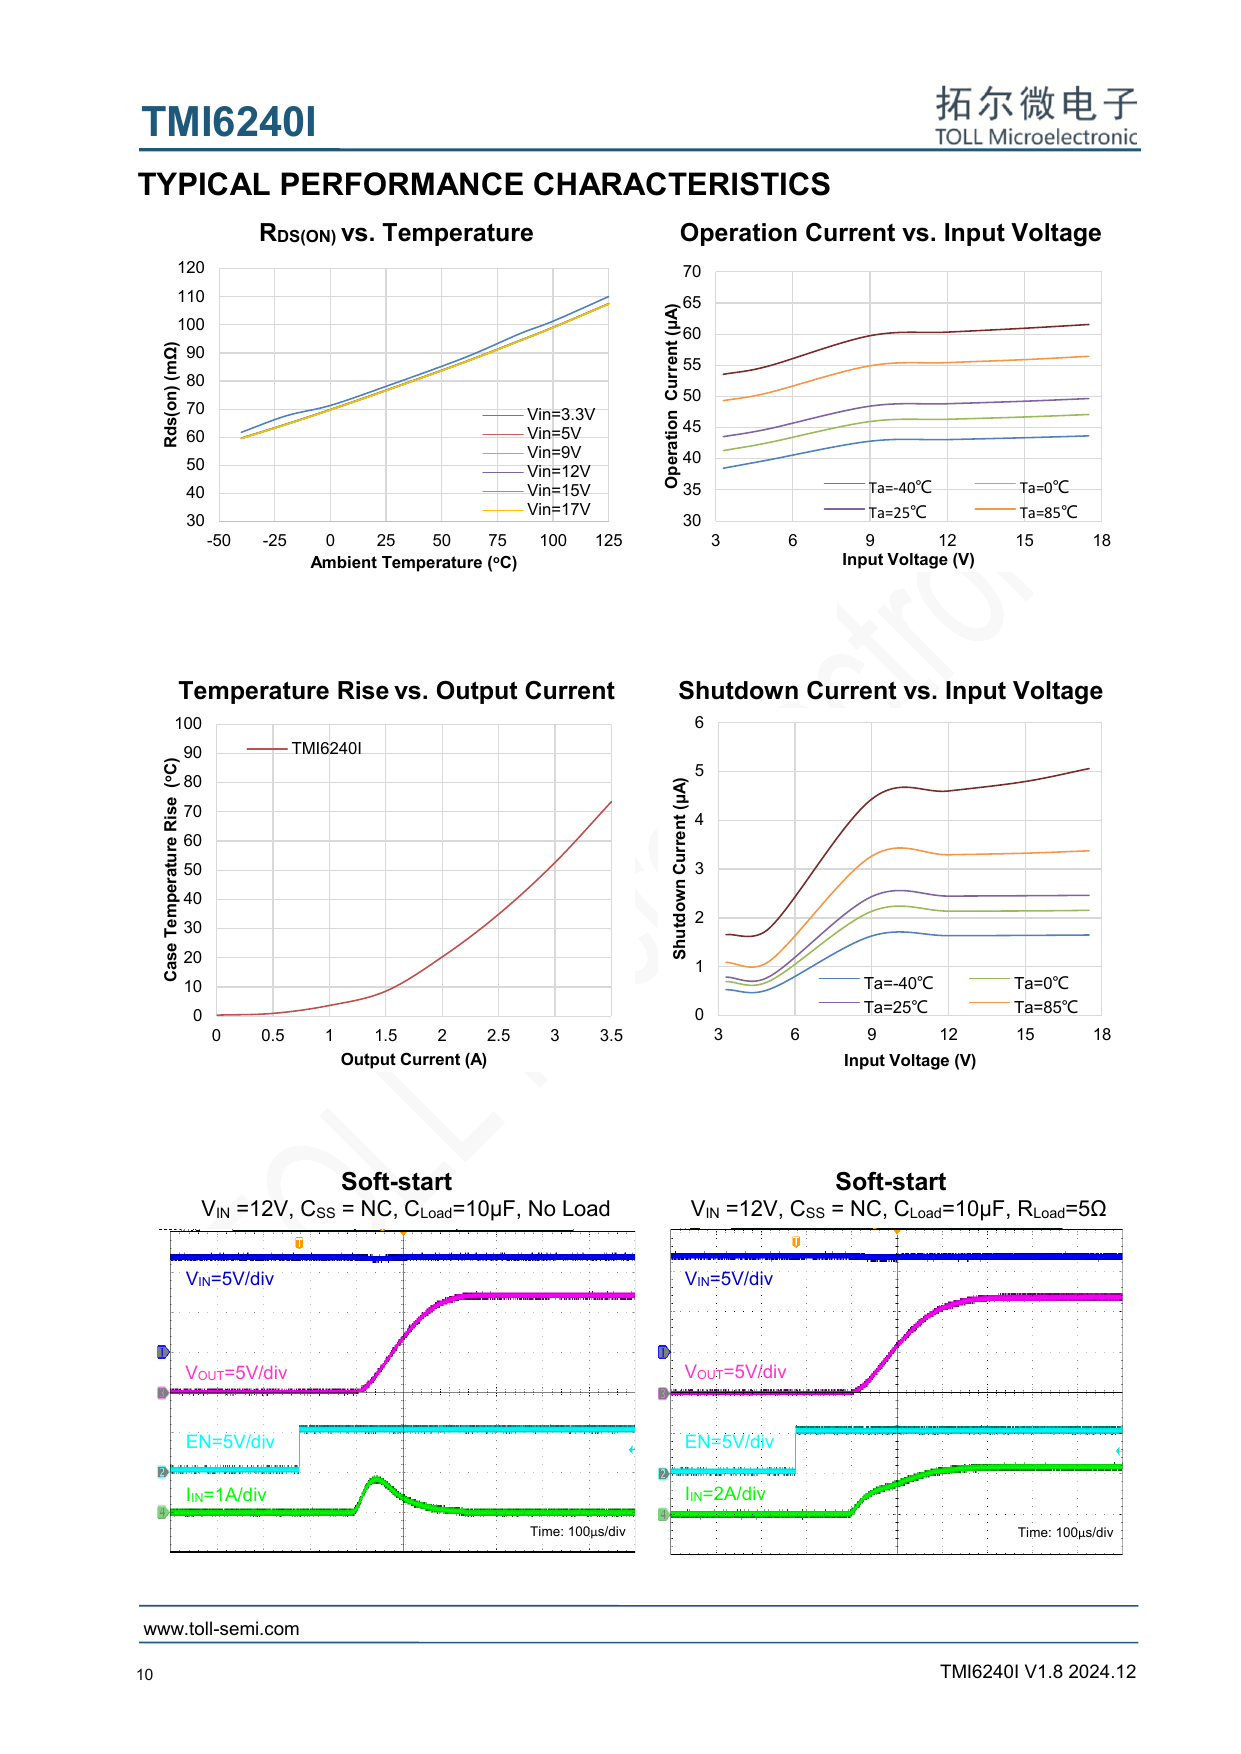 TMI6240I
拓尔微电子
TOLL Microelectronic
TYPICAL PERFORMANCE CHARACTERISTICS
RDS(ON) vs. Temperature
120
110
100
90
80
70
60
50
40
30
Rds(on) (mΩ)
Vin=3.3V
Vin=5V
Vin=9V
Vin=12V
Vin=15V
Vin=17V
-50 -25 0 25 50 75 100 125
Ambient Temperature (oC)
Operation Current vs. Input Voltage
70
65
60
55
50
45
40
35
30
Operation Current (µA)
Ta=-40℃ Ta=0℃
Ta=25℃ Ta=85℃
3 6 9 12 15 18
Input Voltage (V)
Temperature Rise vs. Output Current
100
90
80
70
60
50
40
30
20
10
0
Case Temperature Rise (oC)
TMI6240I
0 0.5 1 1.5 2 2.5 3 3.5
Output Current (A)
Shutdown Current vs. Input Voltage
6
5
4
3
2
1
0
Shutdown Current (µA)
Ta=-40℃ Ta=0℃
Ta=25℃ Ta=85℃
3 6 9 12 15 18
Input Voltage (V)
Soft-start
VIN =12V, CSS = NC, CLoad=10µF, No Load
T
VIN=5V/div
1
VOUT=5V/div
3
EN=5V/div
2
IIN=1A/div
4
Time: 100µs/div
Soft-start
VIN =12V, CSS = NC, CLoad=10µF, RLoad=5Ω
T
VIN=5V/div
1
VOUT=5V/div
3
EN=5V/div
2
IIN=2A/div
4
Time: 100µs/div
www.toll-semi.com
10
TMI6240I V1.8 2024.12